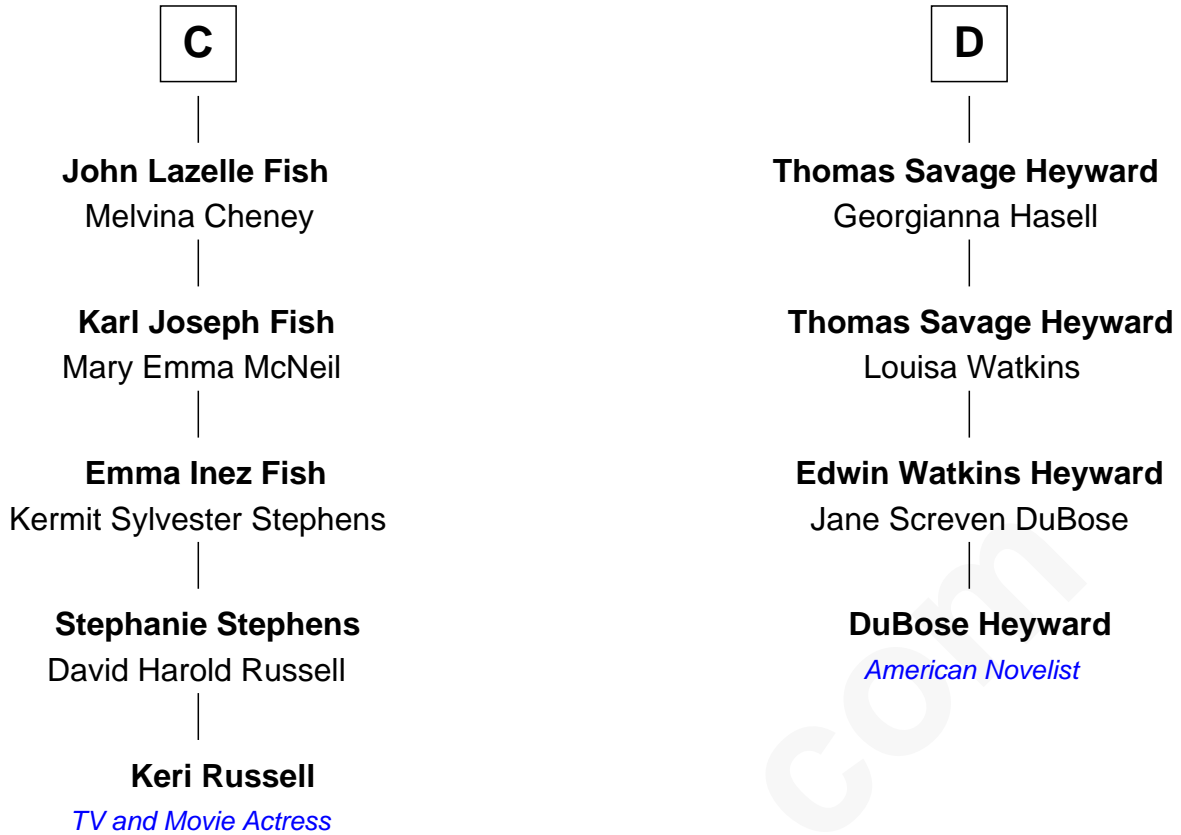 C
John Lazelle Fish
Melvina Cheney
Karl Joseph Fish
Mary Emma McNeil
Emma Inez Fish
Kermit Sylvester Stephens
Stephanie Stephens
David Harold Russell
Keri Russell
TV and Movie Actress
D
Thomas Savage Heyward
Georgianna Hasell
Thomas Savage Heyward
Louisa Watkins
Edwin Watkins Heyward
Jane Screven DuBose
DuBose Heyward
American Novelist
com